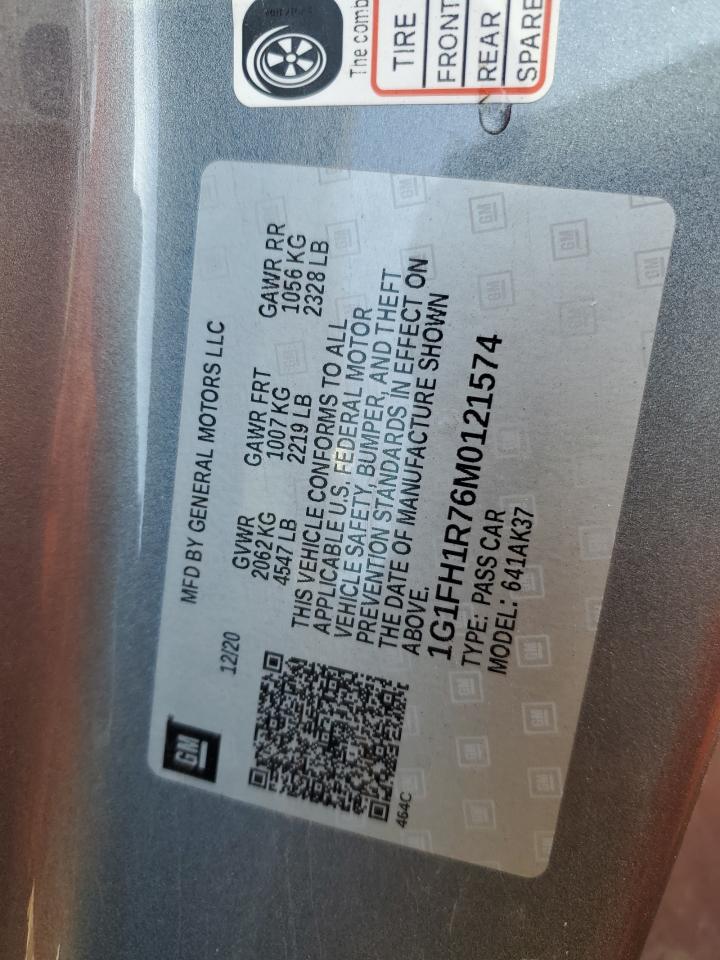 GM
MFD BY GENERAL MOTORS LLC
12/20
GVWR GAWR FRT GAWR RR
2062 KG 1007 KG 1056 KG
4547 LB 2219 LB 2328 LB
THIS VEHICLE CONFORMS TO ALL
APPLICABLE U.S. FEDERAL MOTOR
VEHICLE SAFETY, BUMPER, AND THEFT
PREVENTION STANDARDS IN EFFECT ON
THE DATE OF MANUFACTURE SHOWN
ABOVE.
464C
1G1FH1R76M0121574
TYPE: PASS CAR
MODEL: 641AK37
The comb
TIRE
FRONT
REAR
SPARE